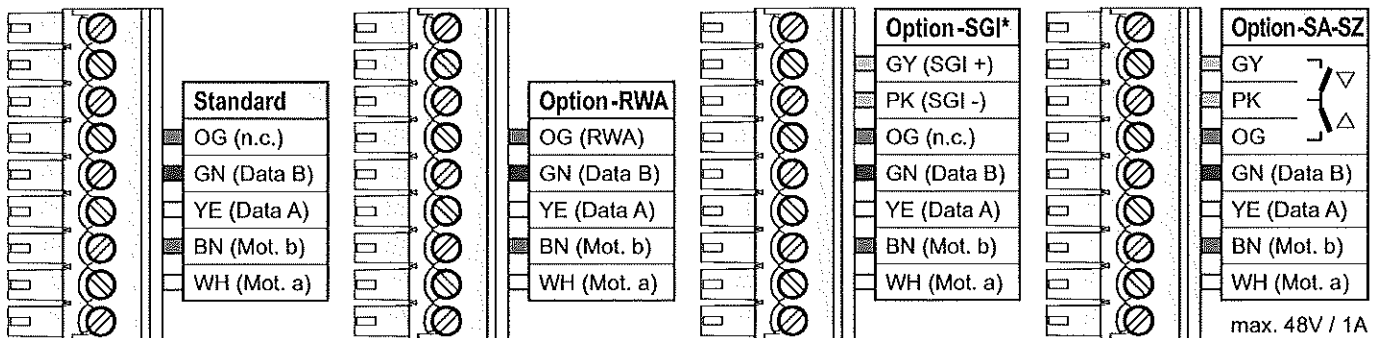 Standard
OG (n.c.)
GN (Data B)
YE (Data A)
BN (Mot. b)
WH (Mot. a)
Option-RWA
OG (RWA)
GN (Data B)
YE (Data A)
BN (Mot. b)
WH (Mot. a)
Option-SGI*
GY (SGI +)
PK (SGI -)
OG (n.c.)
GN (Data B)
YE (Data A)
BN (Mot. b)
WH (Mot. a)
Option-SA-SZ
GY
PK
OG
GN (Data B)
YE (Data A)
BN (Mot. b)
WH (Mot. a)
max. 48V / 1A